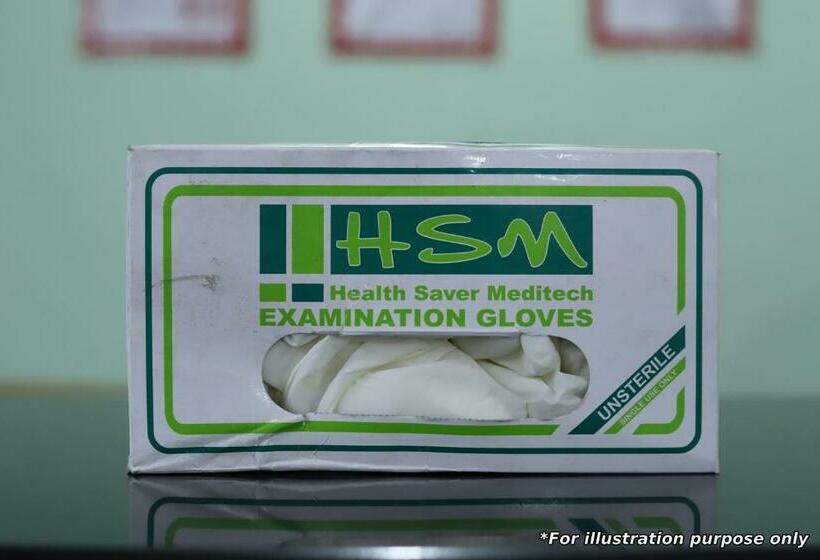 HSM
Health Saver Meditech
EXAMINATION GLOVES
UNSTERILE
SINGLE USE ONLY
*For illustration purpose only